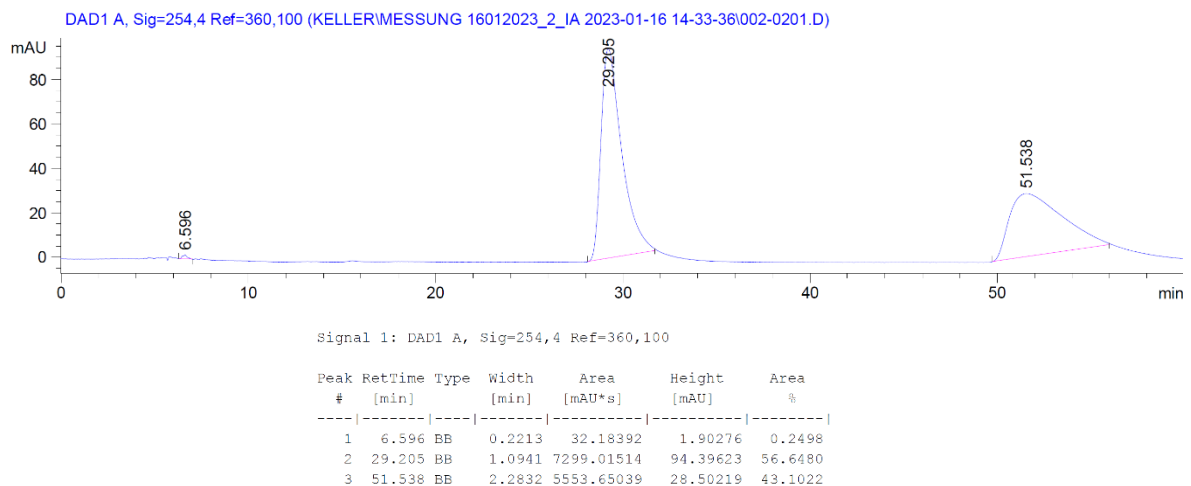 DAD1 A, Sig=254,4 Ref=360,100 (KELLER\MESSUNG 16012023_2_IA 2023-01-16 14-33-36\002-0201.D)
mAU
80
60
40
20
0
6.596
29.205
51.538
0 10 20 30 40 50 min
Signal 1: DAD1 A, Sig=254,4 Ref=360,100
Peak RetTime Type Width Area Height Area
# [min] [min] [mAU*s] [mAU] %
----|-------|----|-------|----------|----------|--------|
1 6.596 BB 0.2213 32.18392 1.90276 0.2498
2 29.205 BB 1.0941 7299.01514 94.39623 56.6480
3 51.538 BB 2.2832 5553.65039 28.50219 43.1022